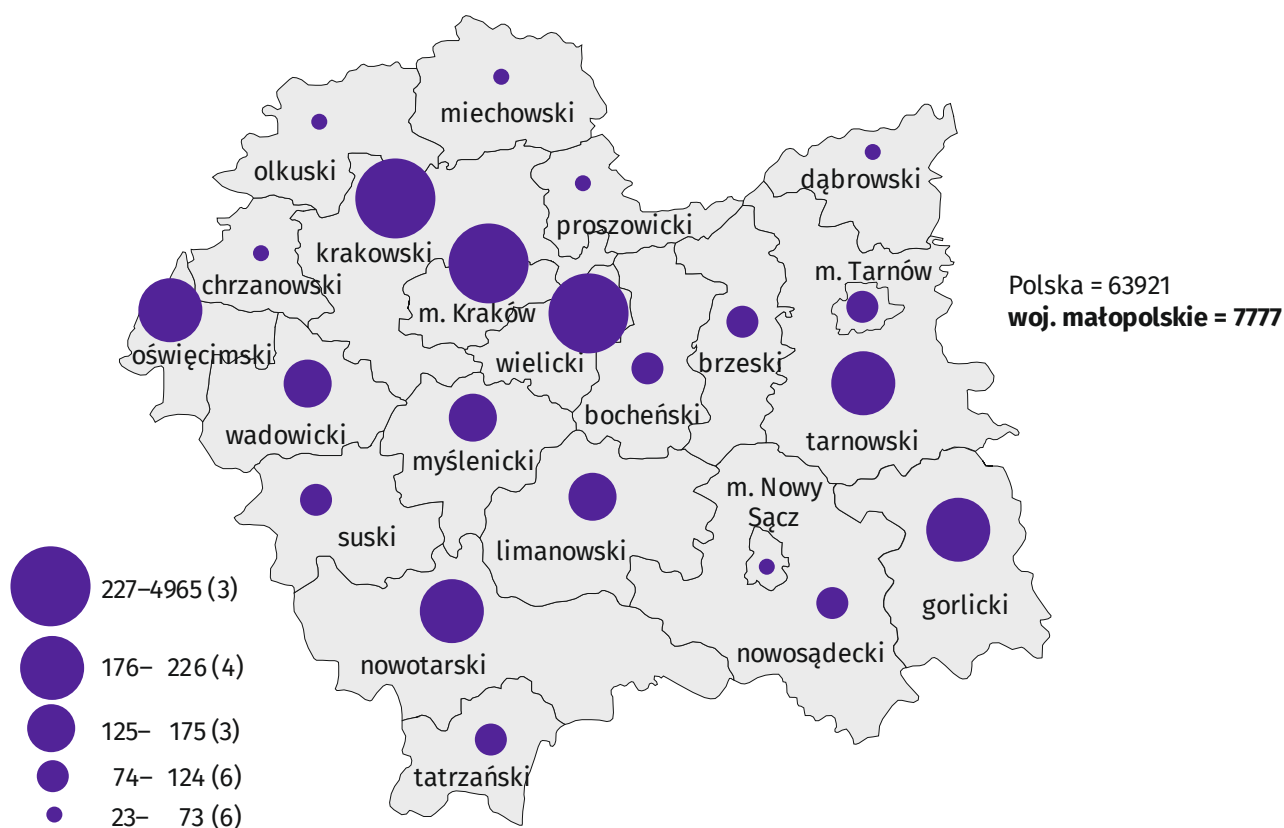 miechowski
olkuski
dąbrowski
proszowicki
krakowski
m. Tarnów
chrzanowski
Polska = 63921
m. Kraków
woj. małopolskie = 7777
oświęcimski
wielicki
brzeski
bocheński
wadowicki
tarnowski
myślenicki
m. Nowy
Sącz
suski
limanowski
227–4965 (3)
gorlicki
nowotarski
nowosądecki
176– 226 (4)
125– 175 (3)
74– 124 (6)
tatrzański
23– 73 (6)